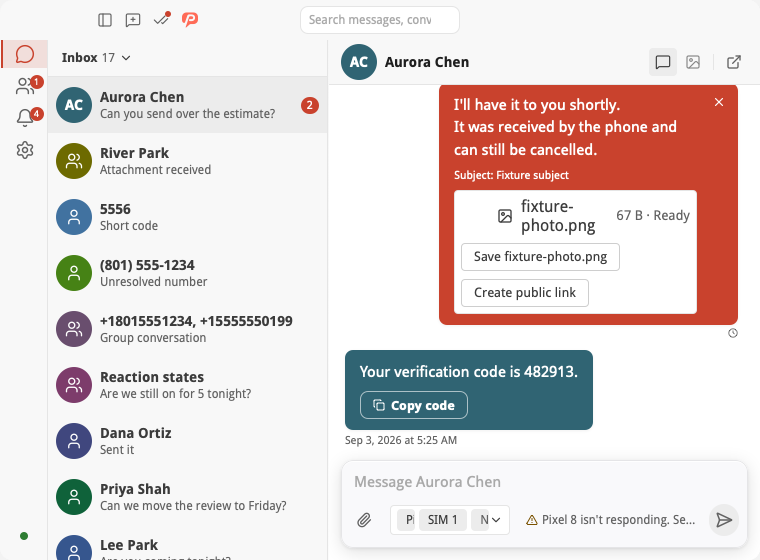 Search messages, conv
1
4
Inbox 17
AC
Aurora Chen
Can you send over the estimate?
2
River Park
Attachment received
5556
Short code
(801) 555-1234
Unresolved number
+18015551234, +15555550199
Group conversation
Reaction states
Are we still on for 5 tonight?
Dana Ortiz
Sent it
Priya Shah
Can we move the review to Friday?
Lee Park
AC
Aurora Chen
I'll have it to you shortly.
It was received by the phone and
can still be cancelled.
Subject: Fixture subject
fixture-
photo.png
67 B · Ready
Save fixture-photo.png
Create public link
Your verification code is 482913.
Copy code
Sep 3, 2026 at 5:25 AM
Message Aurora Chen
SIM 1
N
Pixel 8 isn't responding. Se...